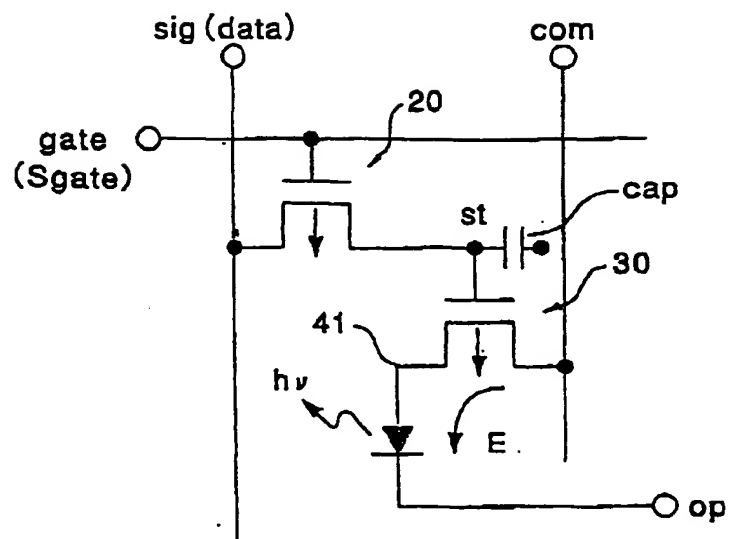 sig (data)
com
20
gate
(Sgate)
cap
st
30
41
hν
E
op